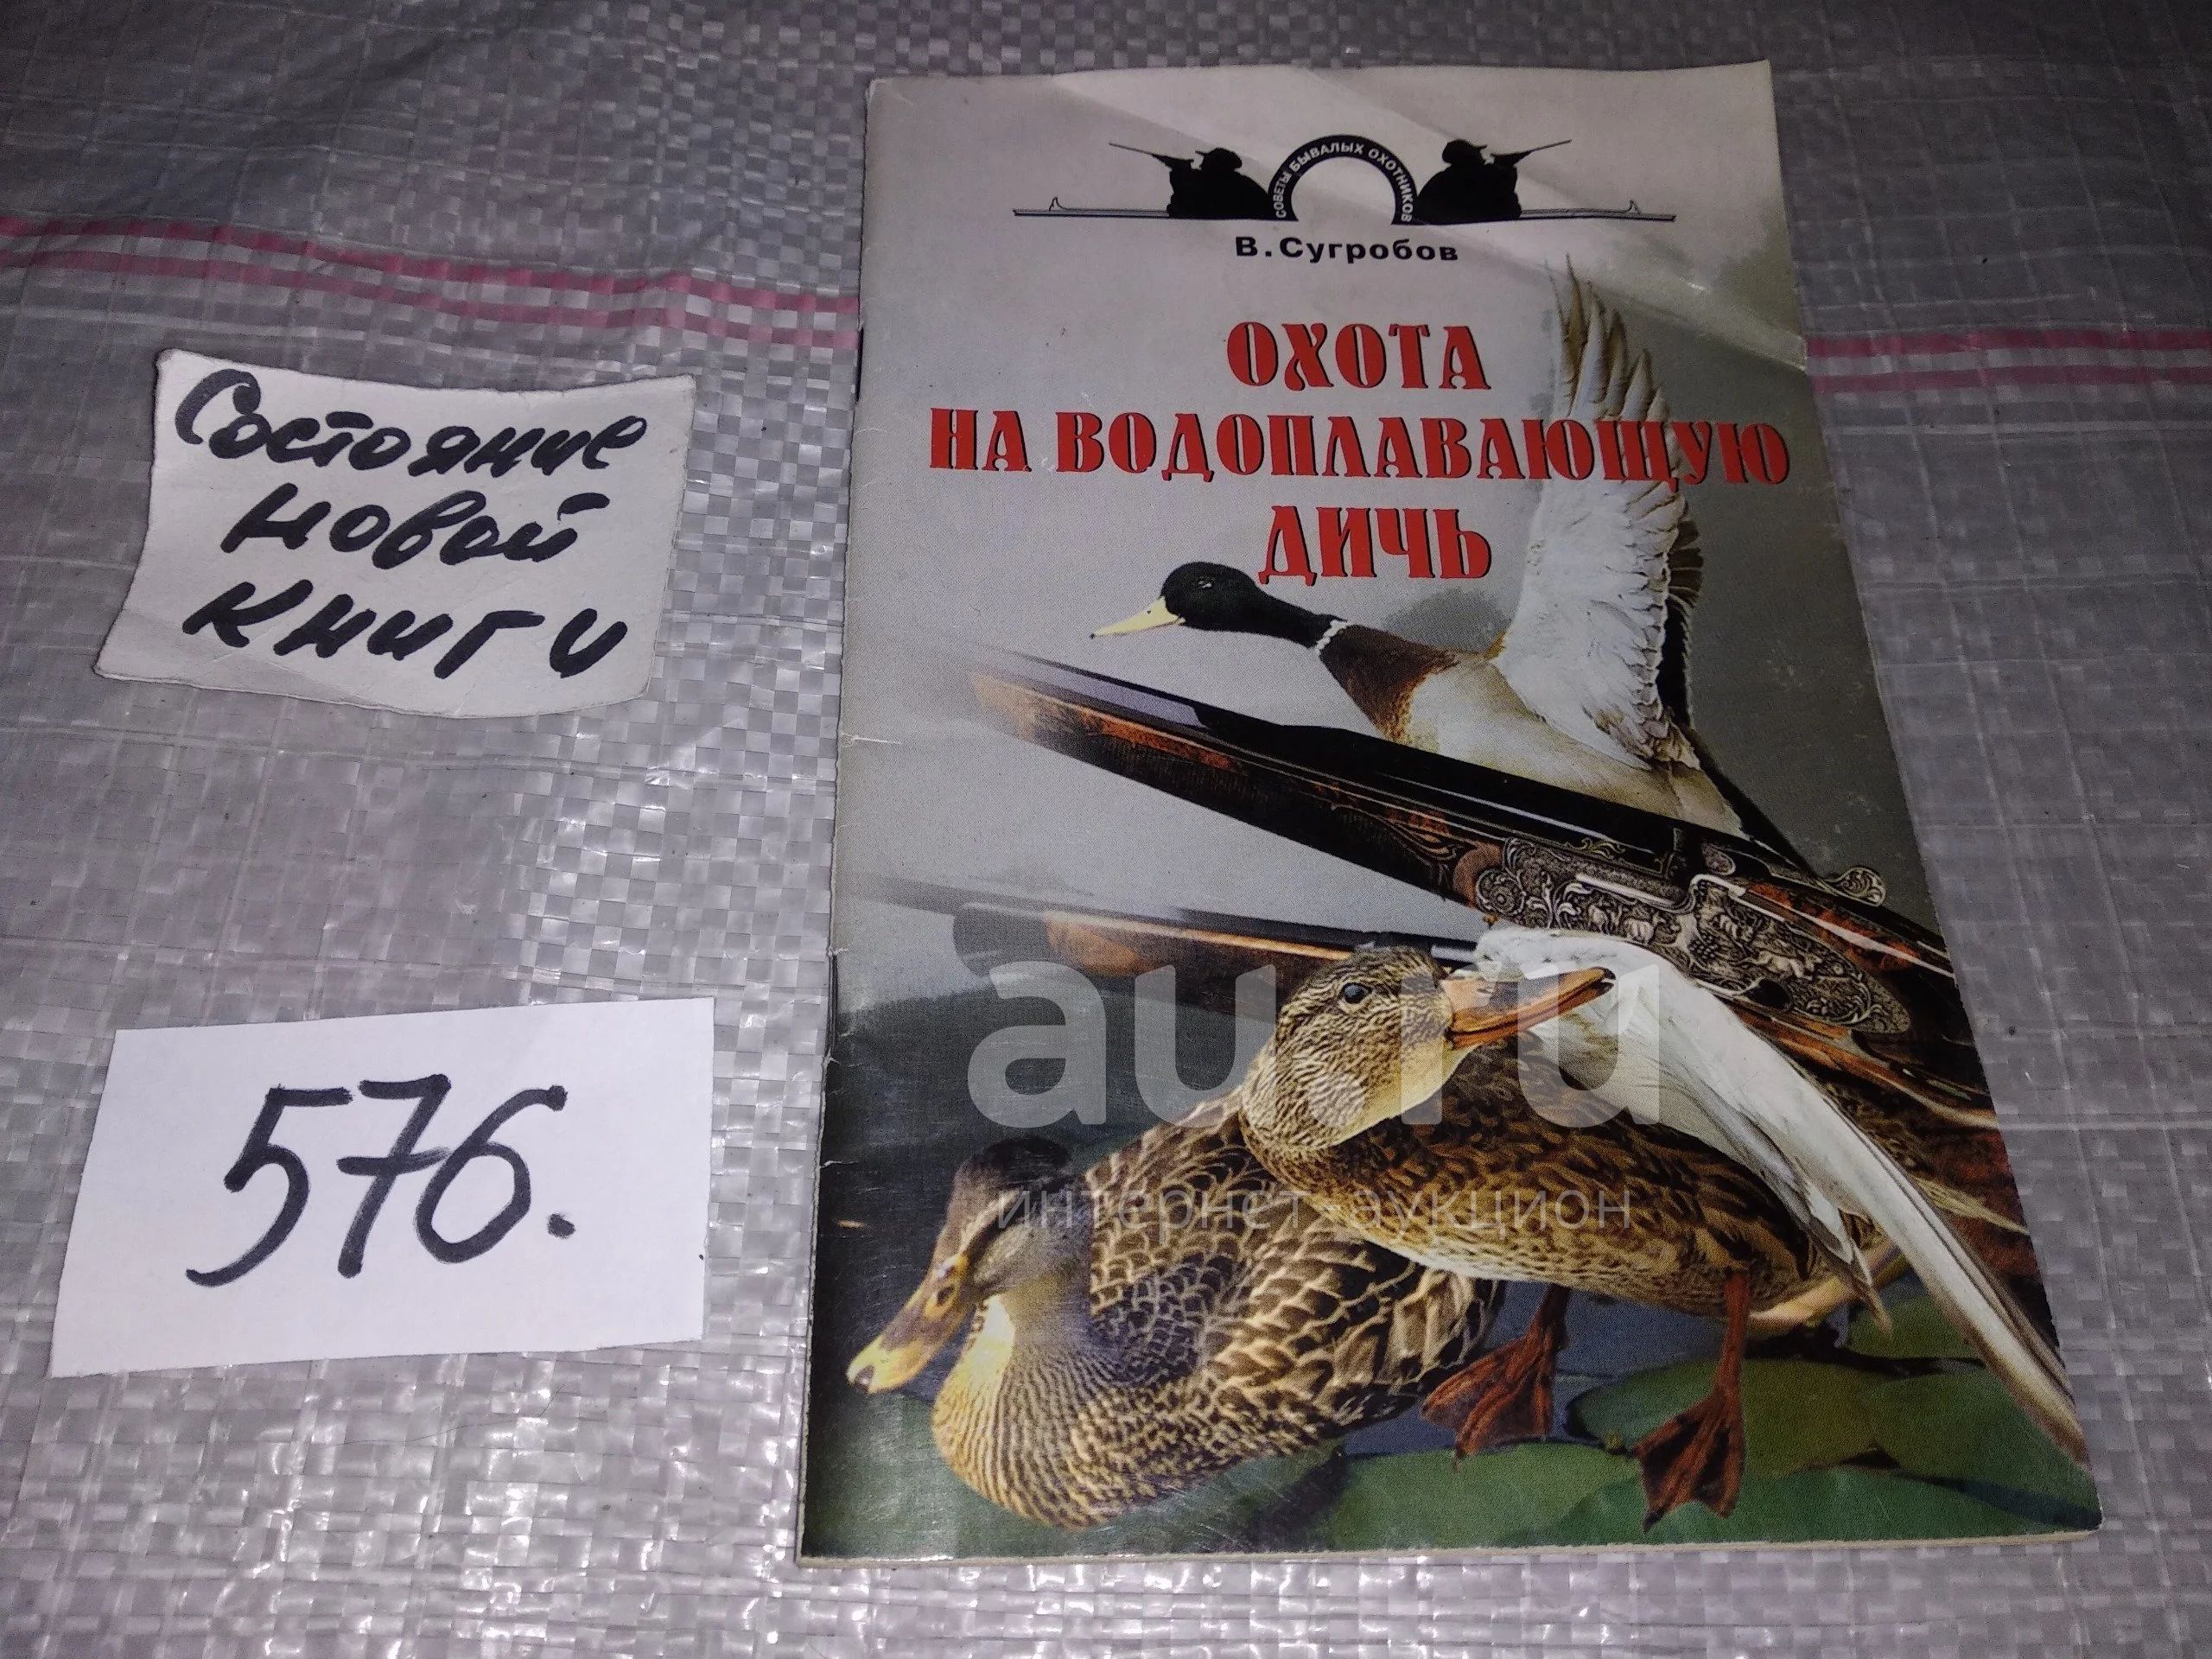 Состояние
новой
книги
576.
СОВЕТЫ БЫВАЛЫХ ОХОТНИКОВ
В. Сугробов
ОХОТА
НА ВОДОПЛАВАЮЩУЮ
ДИЧЬ
au.ru
интернет-аукцион